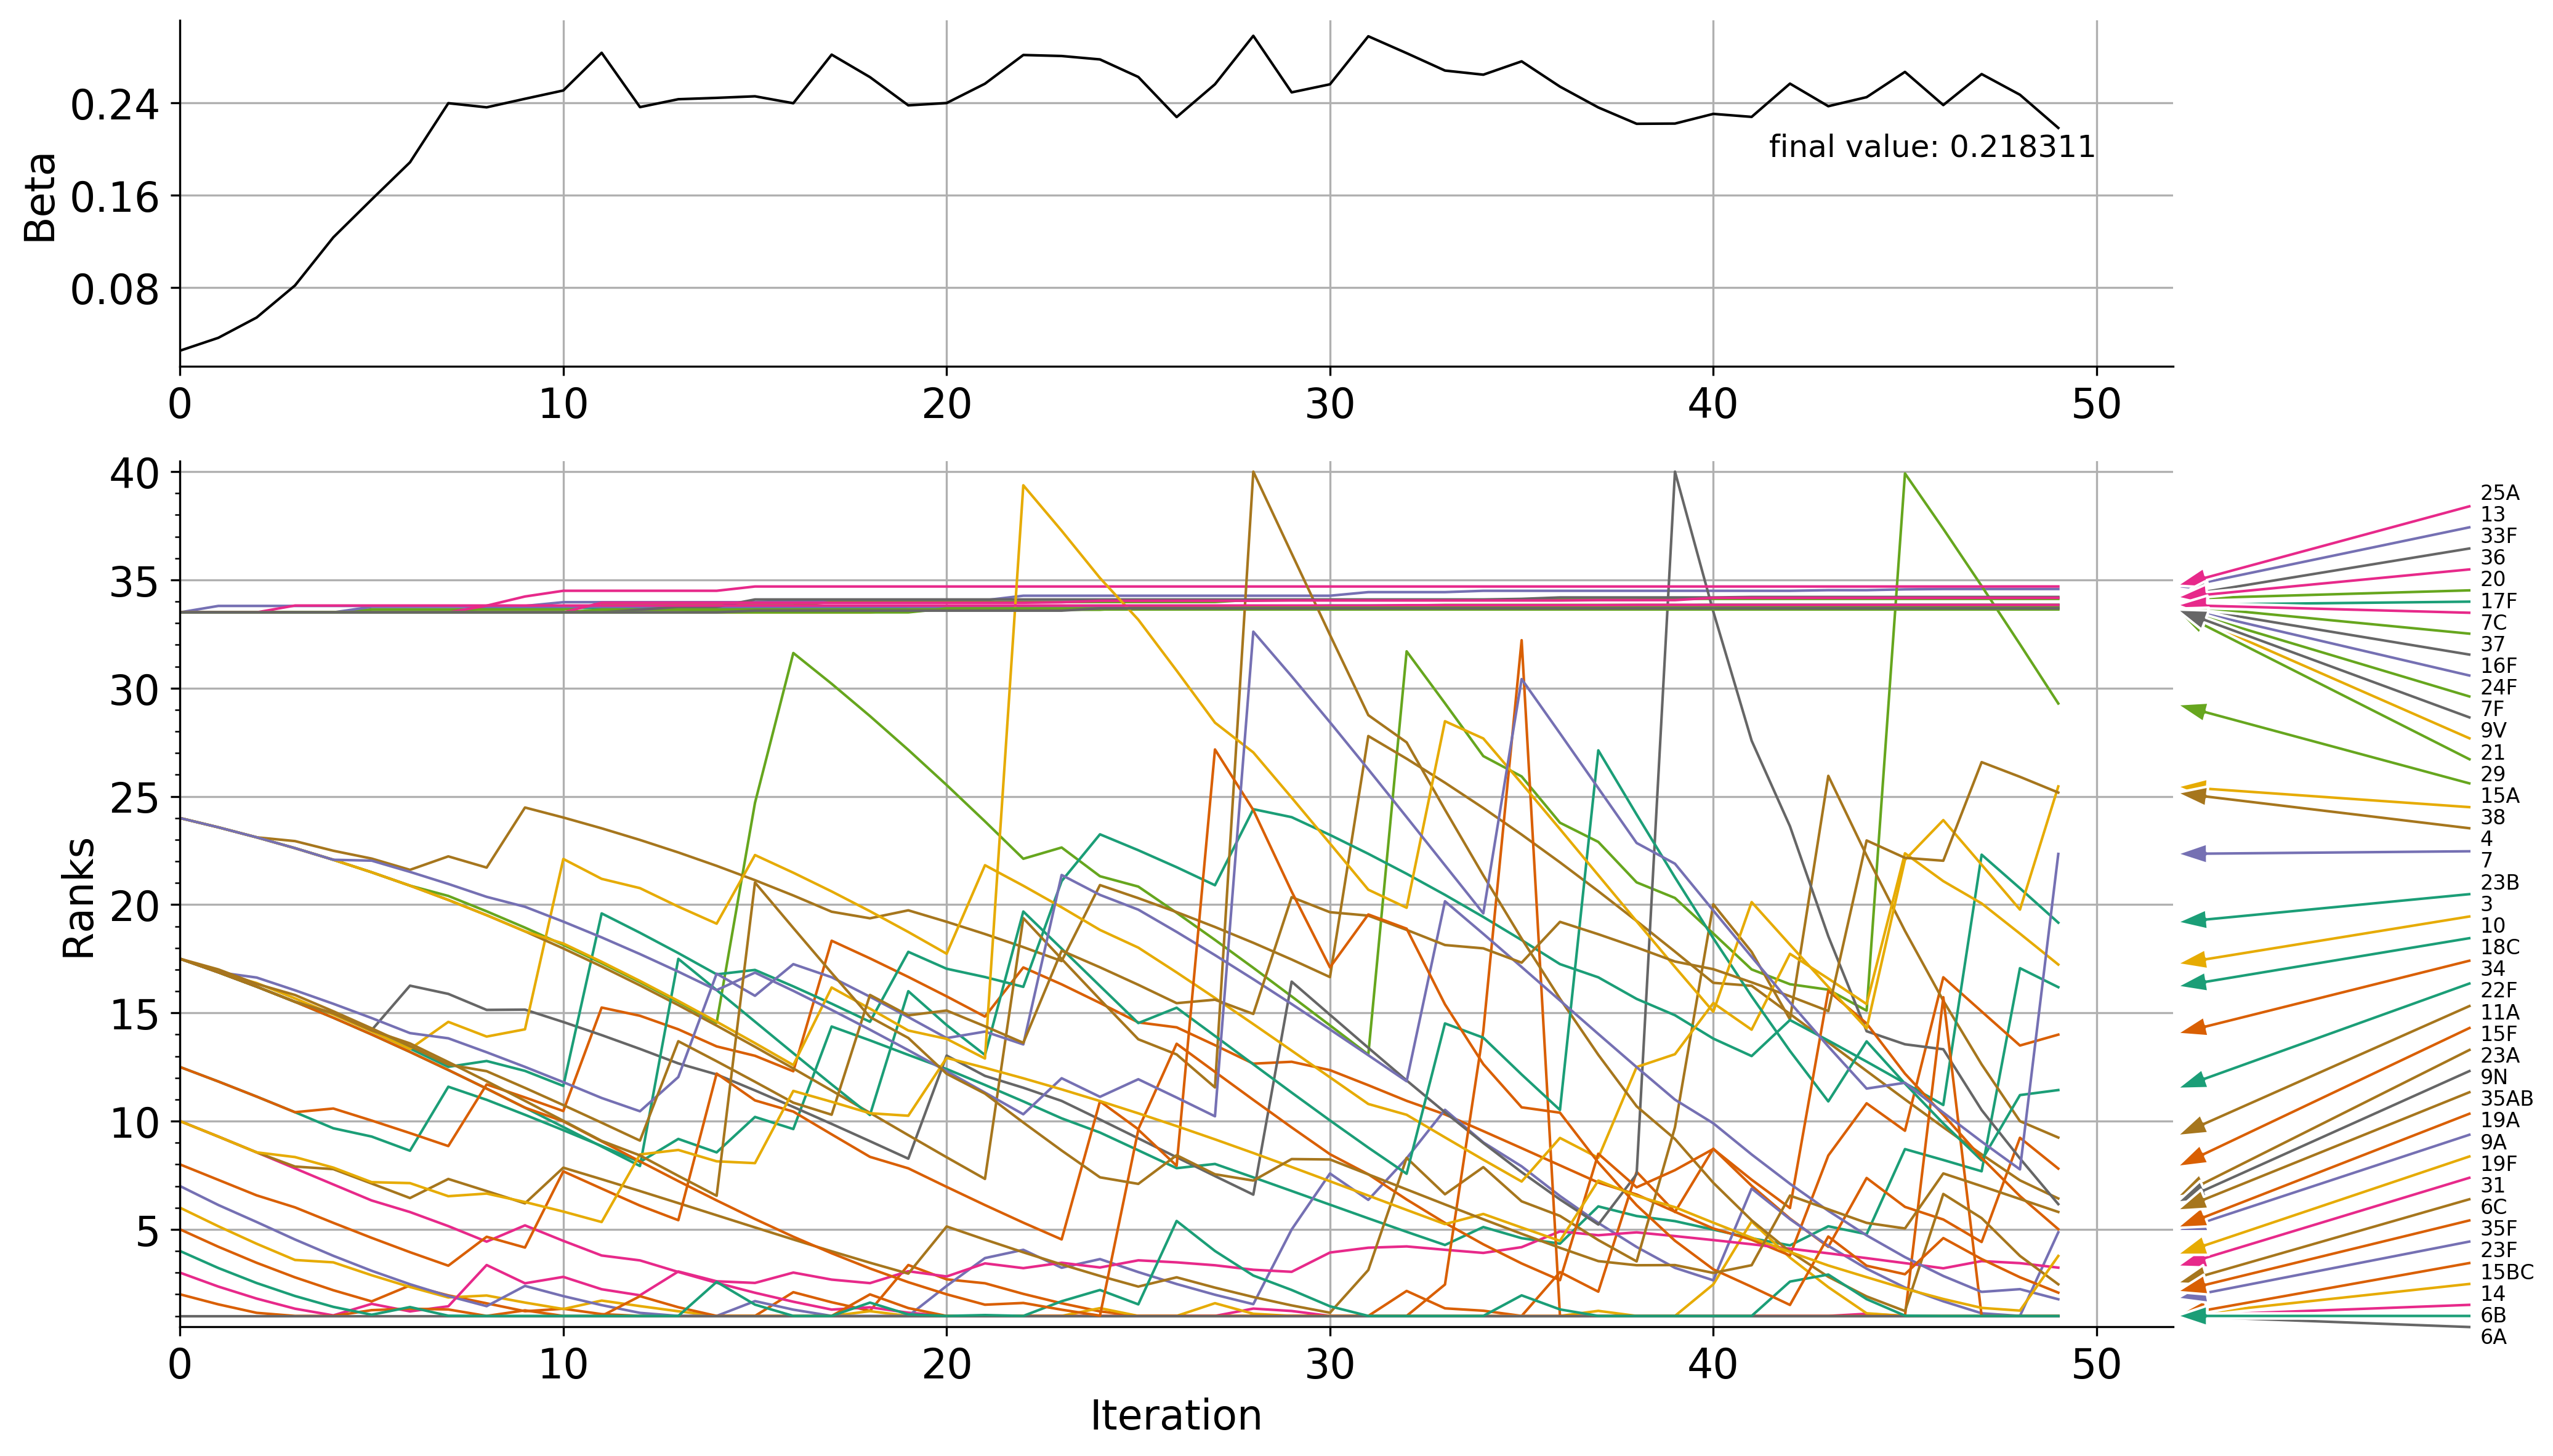 Beta
0.24
0.16
0.08
final value: 0.218311
0 10 20 30 40 50
Ranks
40
35
30
25
20
15
10
5
0 10 20 30 40 50
Iteration
25A
13
33F
36
20
17F
7C
37
16F
24F
7F
9V
21
29
15A
38
4
7
23B
3
10
18C
34
22F
11A
15F
23A
9N
35AB
19A
9A
19F
31
6C
35F
23F
15BC
14
6B
6A